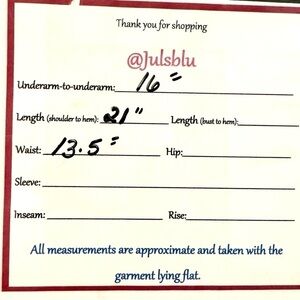 Thank you for shopping
@Julsblu
Underarm-to-underarm: 16"
Length (shoulder to hem): 21" Length (bust to hem):
Waist: 13.5" Hip:
Sleeve:
Inseam: Rise:
All measurements are approximate and taken with the
garment lying flat.